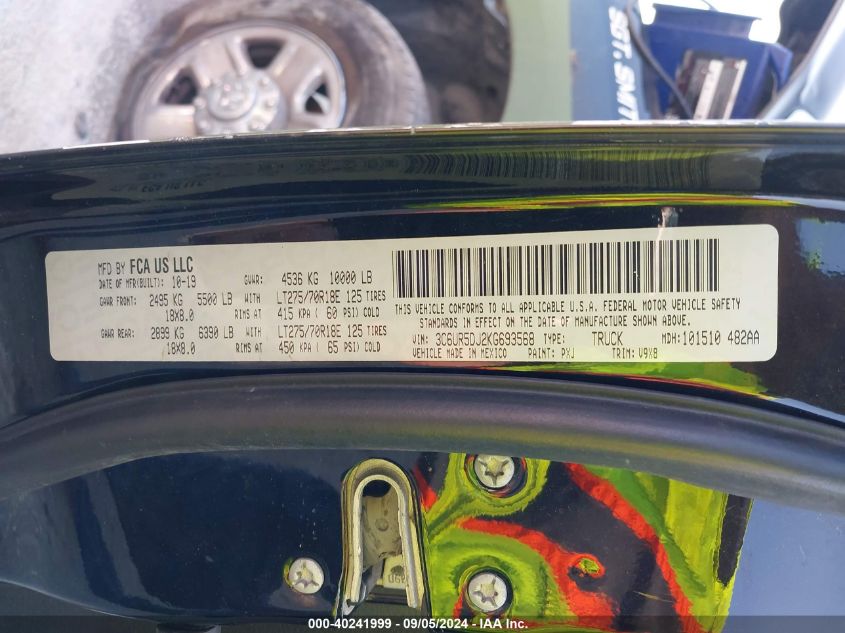 SGT. SMIT
MFD BY FCA US LLC
DATE OF MFR(BUILT): 10-19 GVWR: 4536 KG 10000 LB
GAWR FRONT: 2495 KG 5500 LB WITH LT275/70R18E 125 TIRES
18X8.0 RIMS AT 415 KPA ( 60 PSI) COLD
GAWR REAR: 2899 KG 6390 LB WITH LT275/70R18E 125 TIRES
18X8.0 RIMS AT 450 KPA ( 65 PSI) COLD
THIS VEHICLE CONFORMS TO ALL APPLICABLE U.S.A. FEDERAL MOTOR VEHICLE SAFETY
STANDARDS IN EFFECT ON THE DATE OF MANUFACTURE SHOWN ABOVE.
VIN: 3C6UR5DJ2KG693568 TYPE: TRUCK MDH:101510 482AA
VEHICLE MADE IN MEXICO PAINT: PXJ TRIM: V9X8
000-40241999 - 09/05/2024 - IAA Inc.